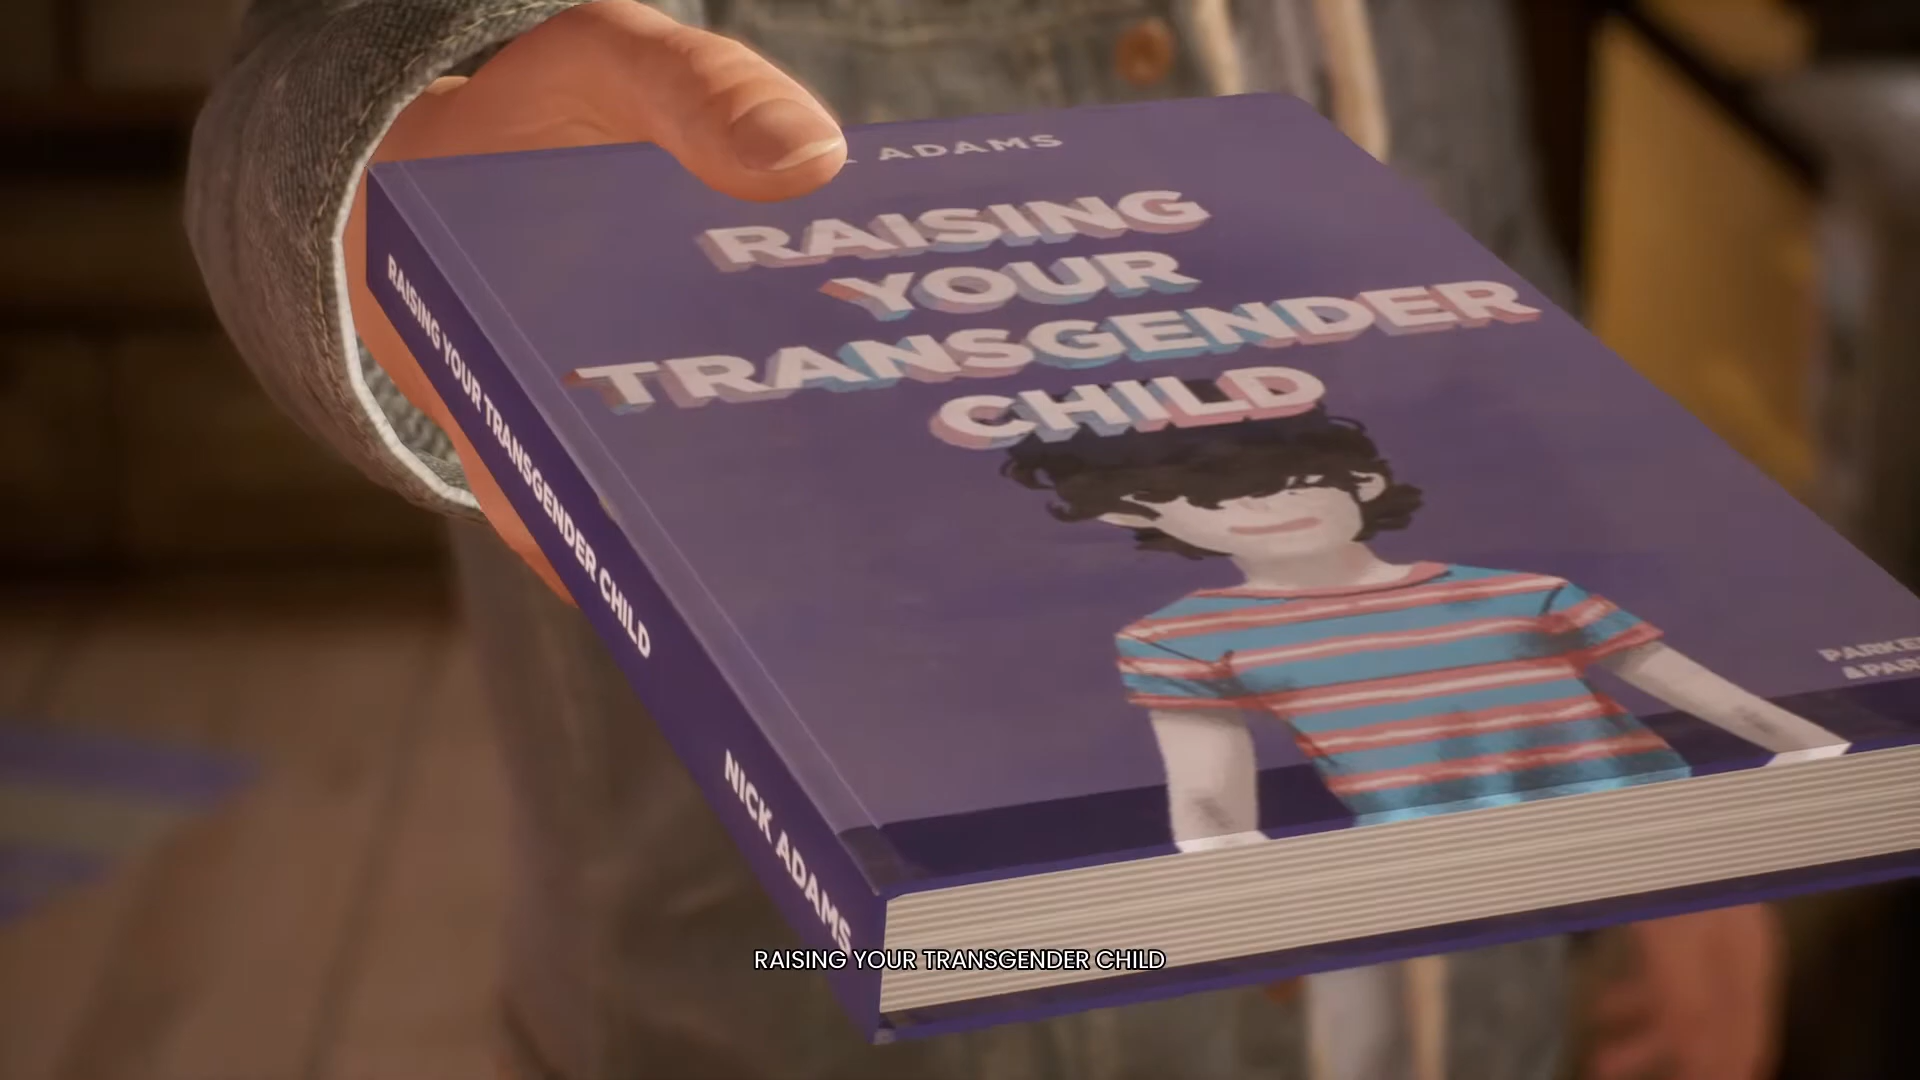 ADAMS
RAISING
YOUR
TRANSGENDER
CHILD
RAISING YOUR TRANSGENDER CHILD
NICK ADAMS
RAISING YOUR TRANSGENDER CHILD